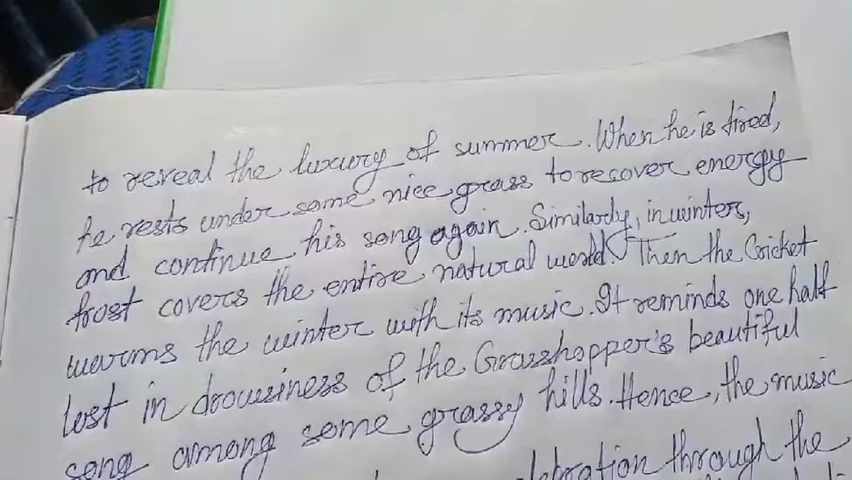 to reveal the luxury of summer. When he is tired,
he rests under some nice grass to recover energy
and continue his song again. Similarly, in winter,
frost covers the entire natural world. Then the Cricket
warms the winter with its music. It reminds one half
lost in drowsiness of the Grasshopper's beautiful
song among some grassy hills. Hence, the music
through the